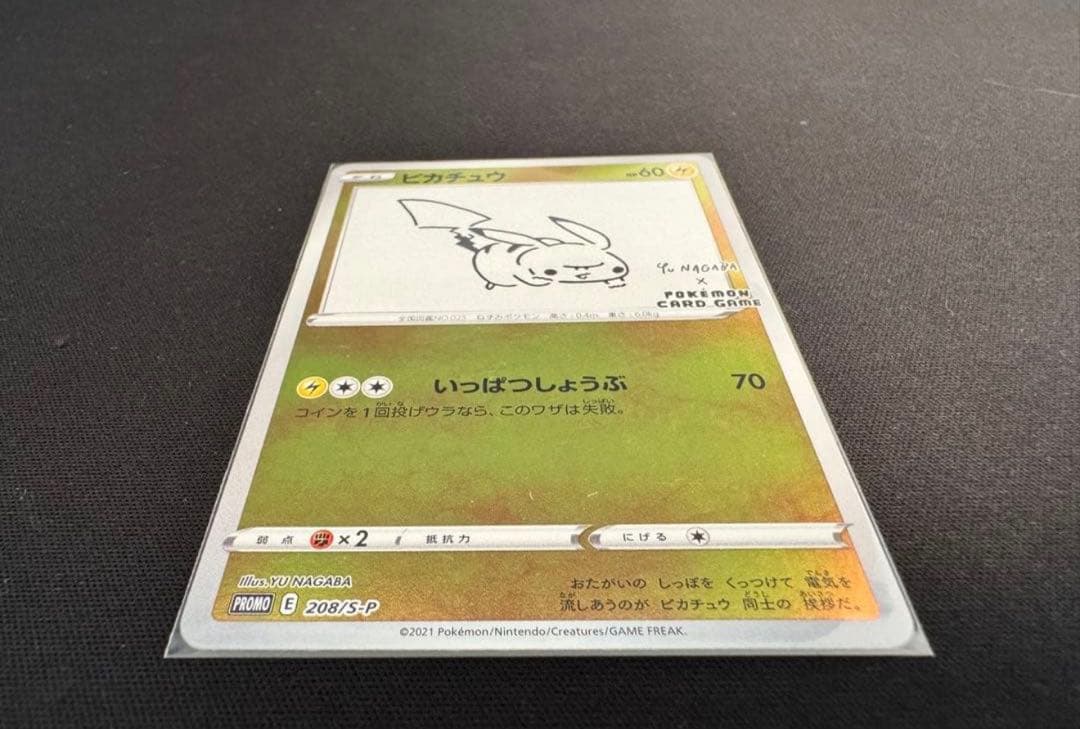 たね ピカチュウ HP60
Yu NAGABA
×
POKÉMON
CARD GAME
全国図鑑NO.025 ねずみポケモン 高さ:0.4m 重さ:6.0kg
いっぱつしょうぶ 70
コインを1回投げウラなら、このワザは失敗。
弱点 ×2 抵抗力 にげる
Illus. YU NAGABA
PROMO E 208/S-P
おたがいの しっぽを くっつけて 電気を
流しあうのが ピカチュウ 同士の 挨拶だ。
©2021 Pokémon/Nintendo/Creatures/GAME FREAK.